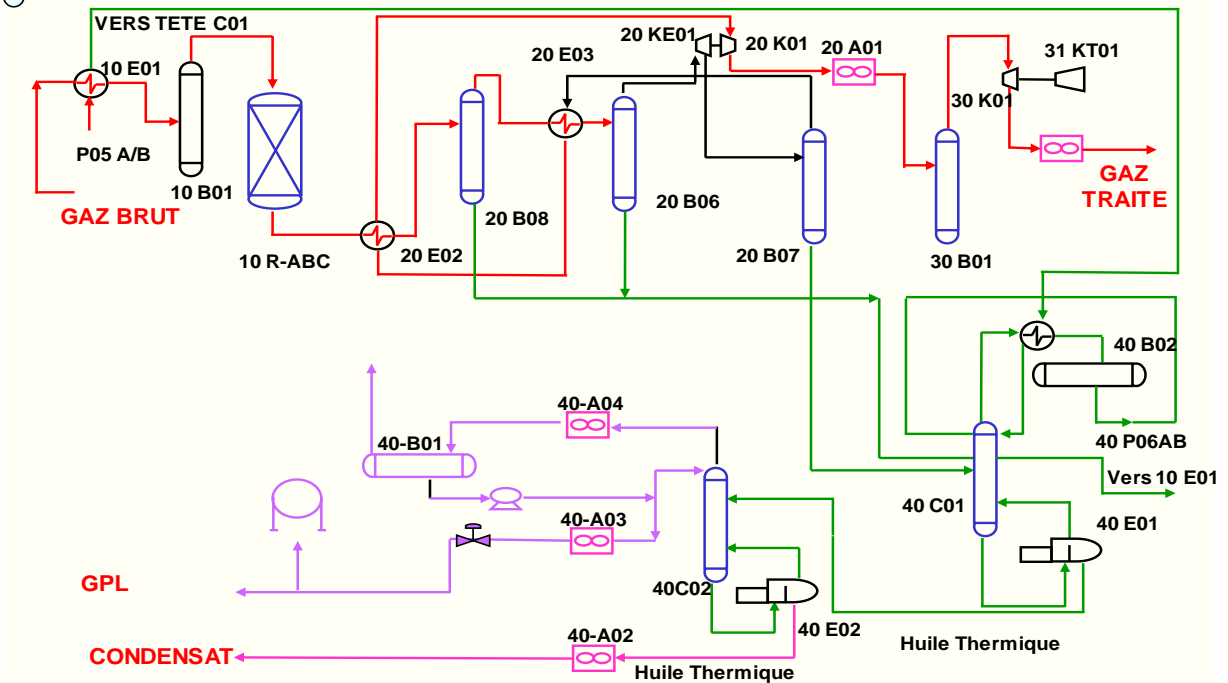 VERS TETE C01
10 E01
P05 A/B
10 B01
GAZ BRUT
10 R-ABC
20 E02
20 B08
20 E03
20 B06
20 KE01
20 K01
20 A01
20 B07
30 B01
30 K01
31 KT01
GAZ
TRAITE
40 B02
40 P06AB
Vers 10 E01
40 C01
40 E01
Huile Thermique
40-A04
40-B01
40-A03
GPL
40C02
40 E02
40-A02
CONDENSAT
Huile Thermique